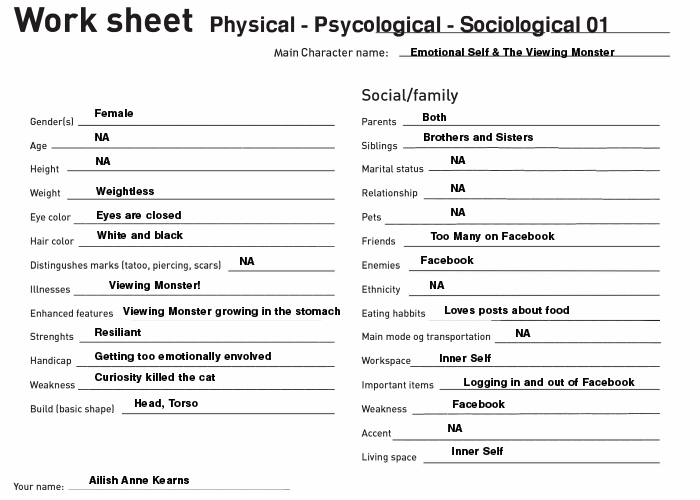 Work sheet Physical - Psycological - Sociological 01
Main Character name: Emotional Self & The Viewing Monster
Gender(s) Female
Age NA
Height NA
Weight Weightless
Eye color Eyes are closed
Hair color White and black
Distingushes marks (tatoo, piercing, scars) NA
Illnesses Viewing Monster!
Enhanced features Viewing Monster growing in the stomach
Strenghts Resiliant
Handicap Getting too emotionally envolved
Weakness Curiosity killed the cat
Build (basic shape) Head, Torso
Social/family
Parents Both
Siblings Brothers and Sisters
Marital status NA
Relationship NA
Pets NA
Friends Too Many on Facebook
Enemies Facebook
Ethnicity NA
Eating habbits Loves posts about food
Main mode og transportation NA
Workspace Inner Self
Important items Logging in and out of Facebook
Weakness Facebook
Accent NA
Living space Inner Self
Your name: Ailish Anne Kearns